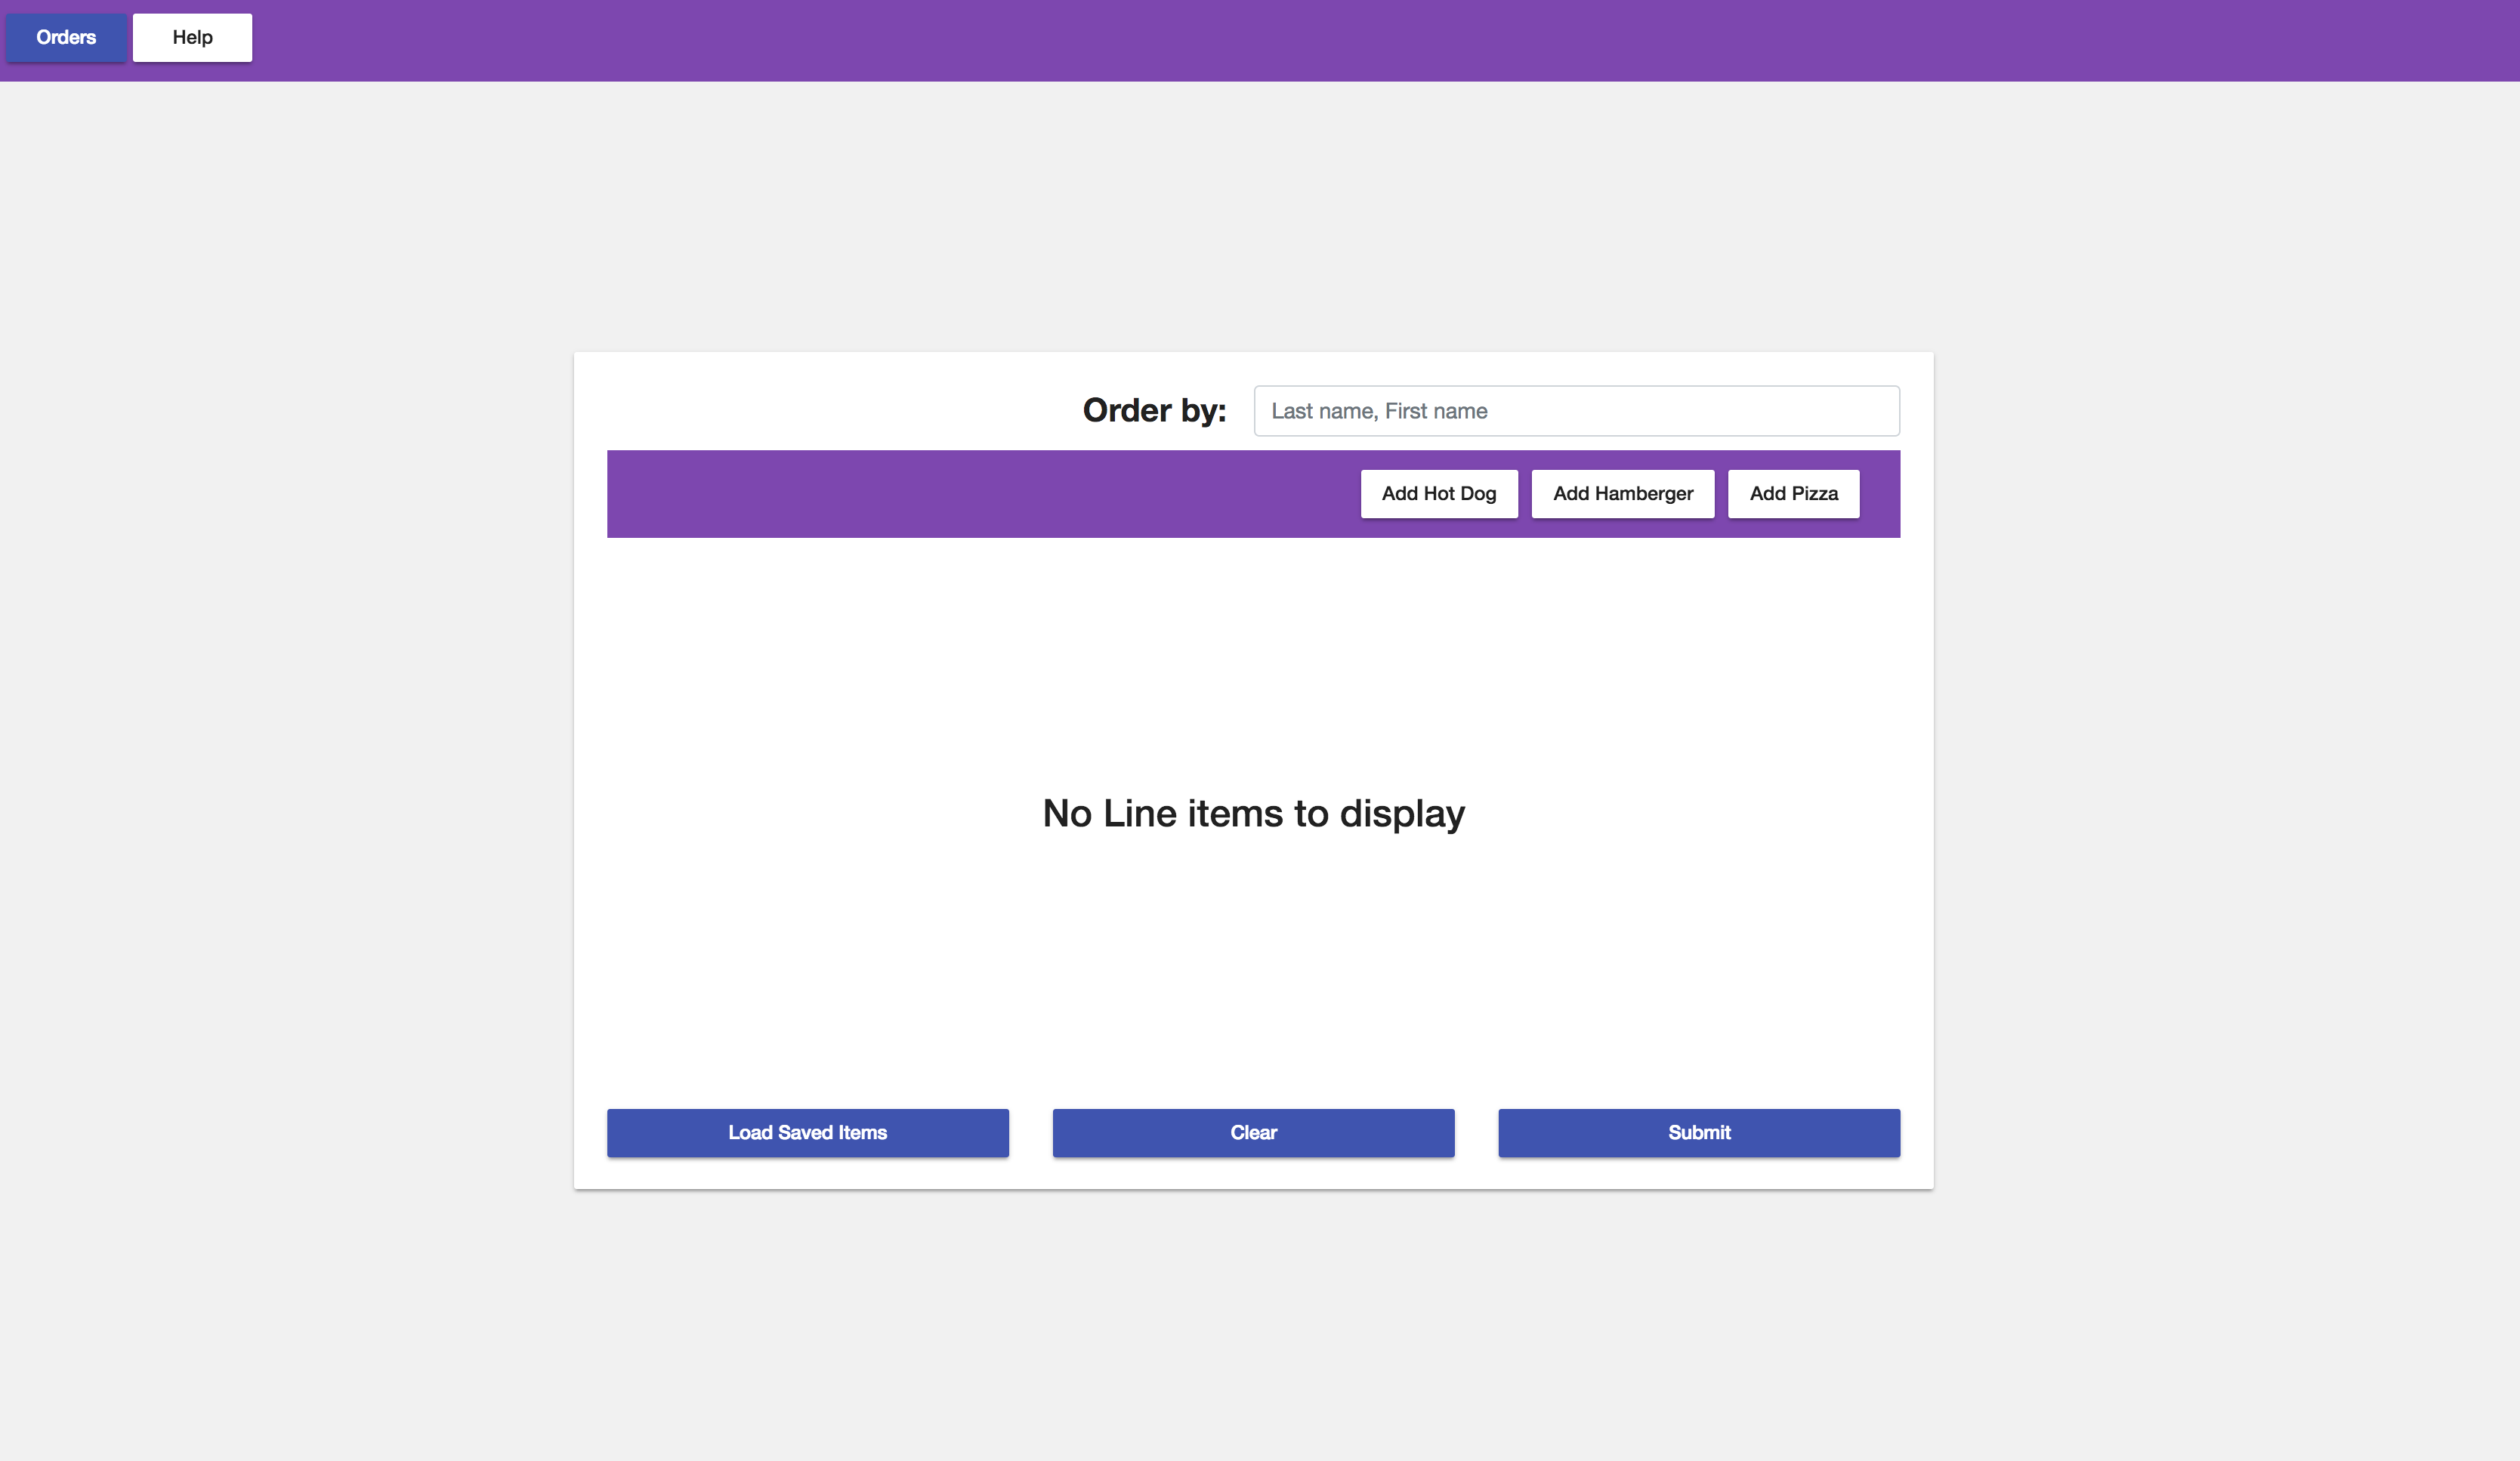 Orders Help
Order by: Last name, First name
Add Hot Dog Add Hamberger Add Pizza
No Line items to display
Load Saved Items Clear Submit